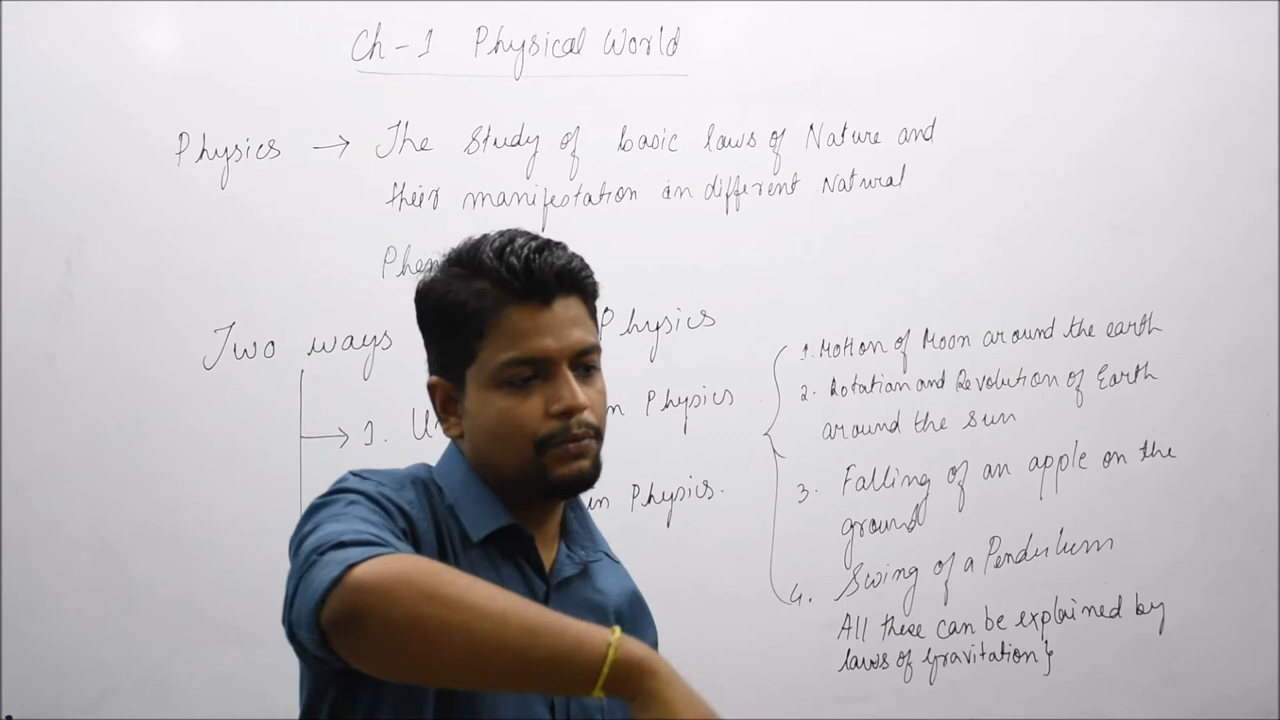 Ch-1 Physical World
Physics → The Study of basic laws of Nature and
their manifestation in different Natural
Two ways Physics
1. in Physics
in Physics.
1. Motion of Moon around the earth
2. Rotation and Revolution of Earth
around the Sun
3. Falling of an apple on the
ground
4. Swing of a Pendulum
All these can be explained by
laws of Gravitation}